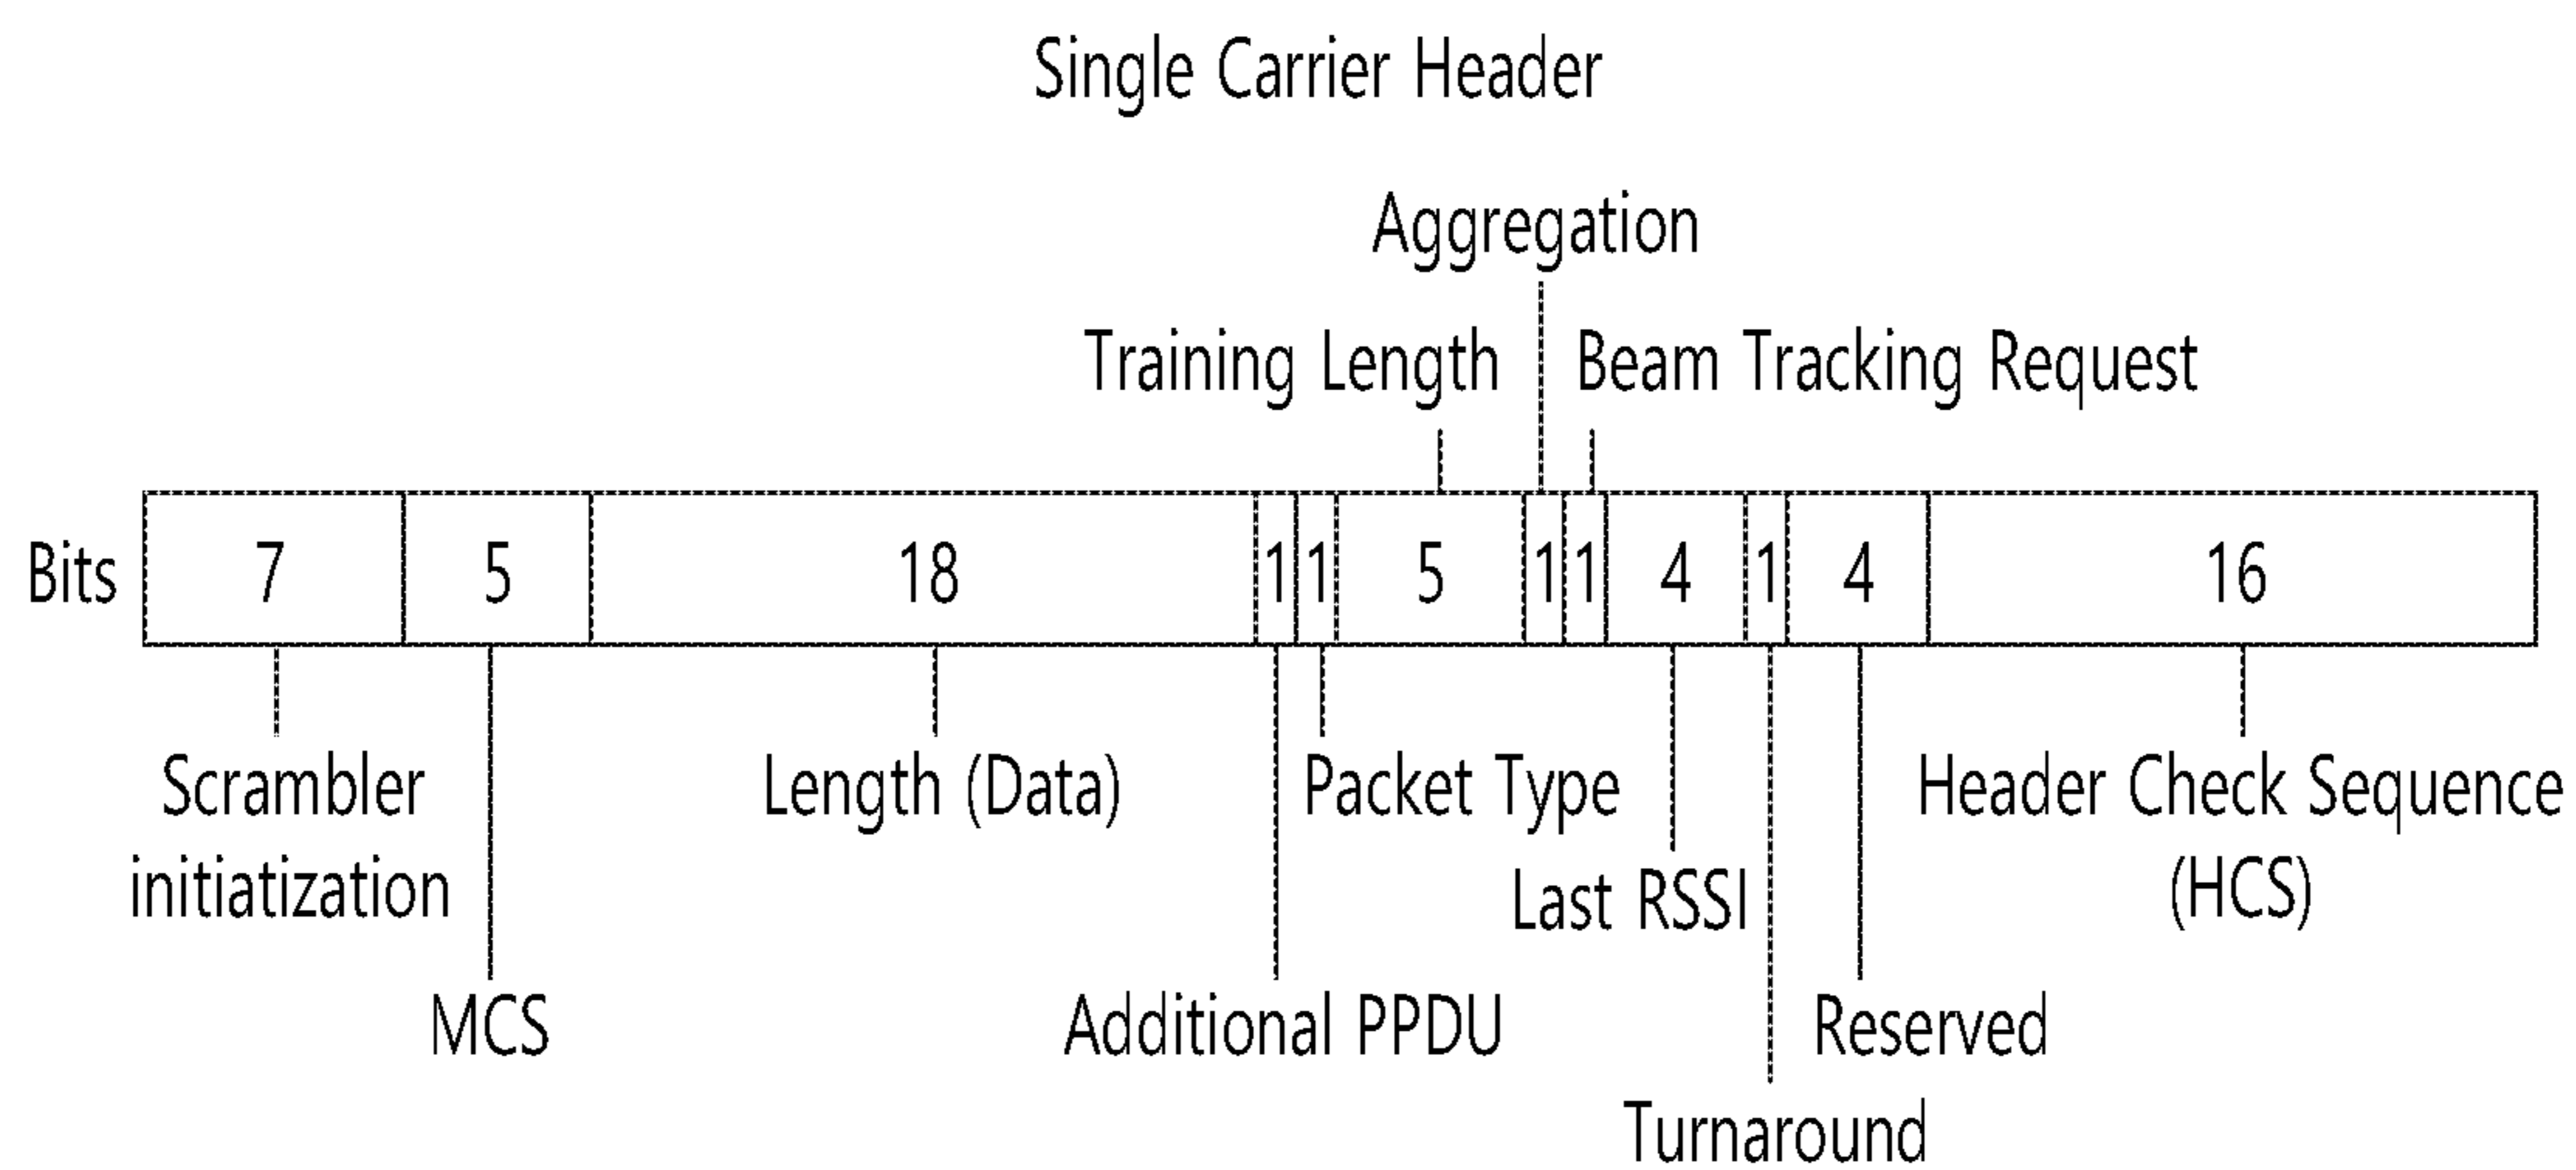 Single Carrier Header
Aggregation
Training Length
Beam Tracking Request
Bits 7 5 18 1 1 5 1 1 4 1 4 16
Scrambler
initiatization
Length (Data)
Packet Type
Header Check Sequence
(HCS)
Last RSSI
MCS
Additional PPDU
Reserved
Turnaround